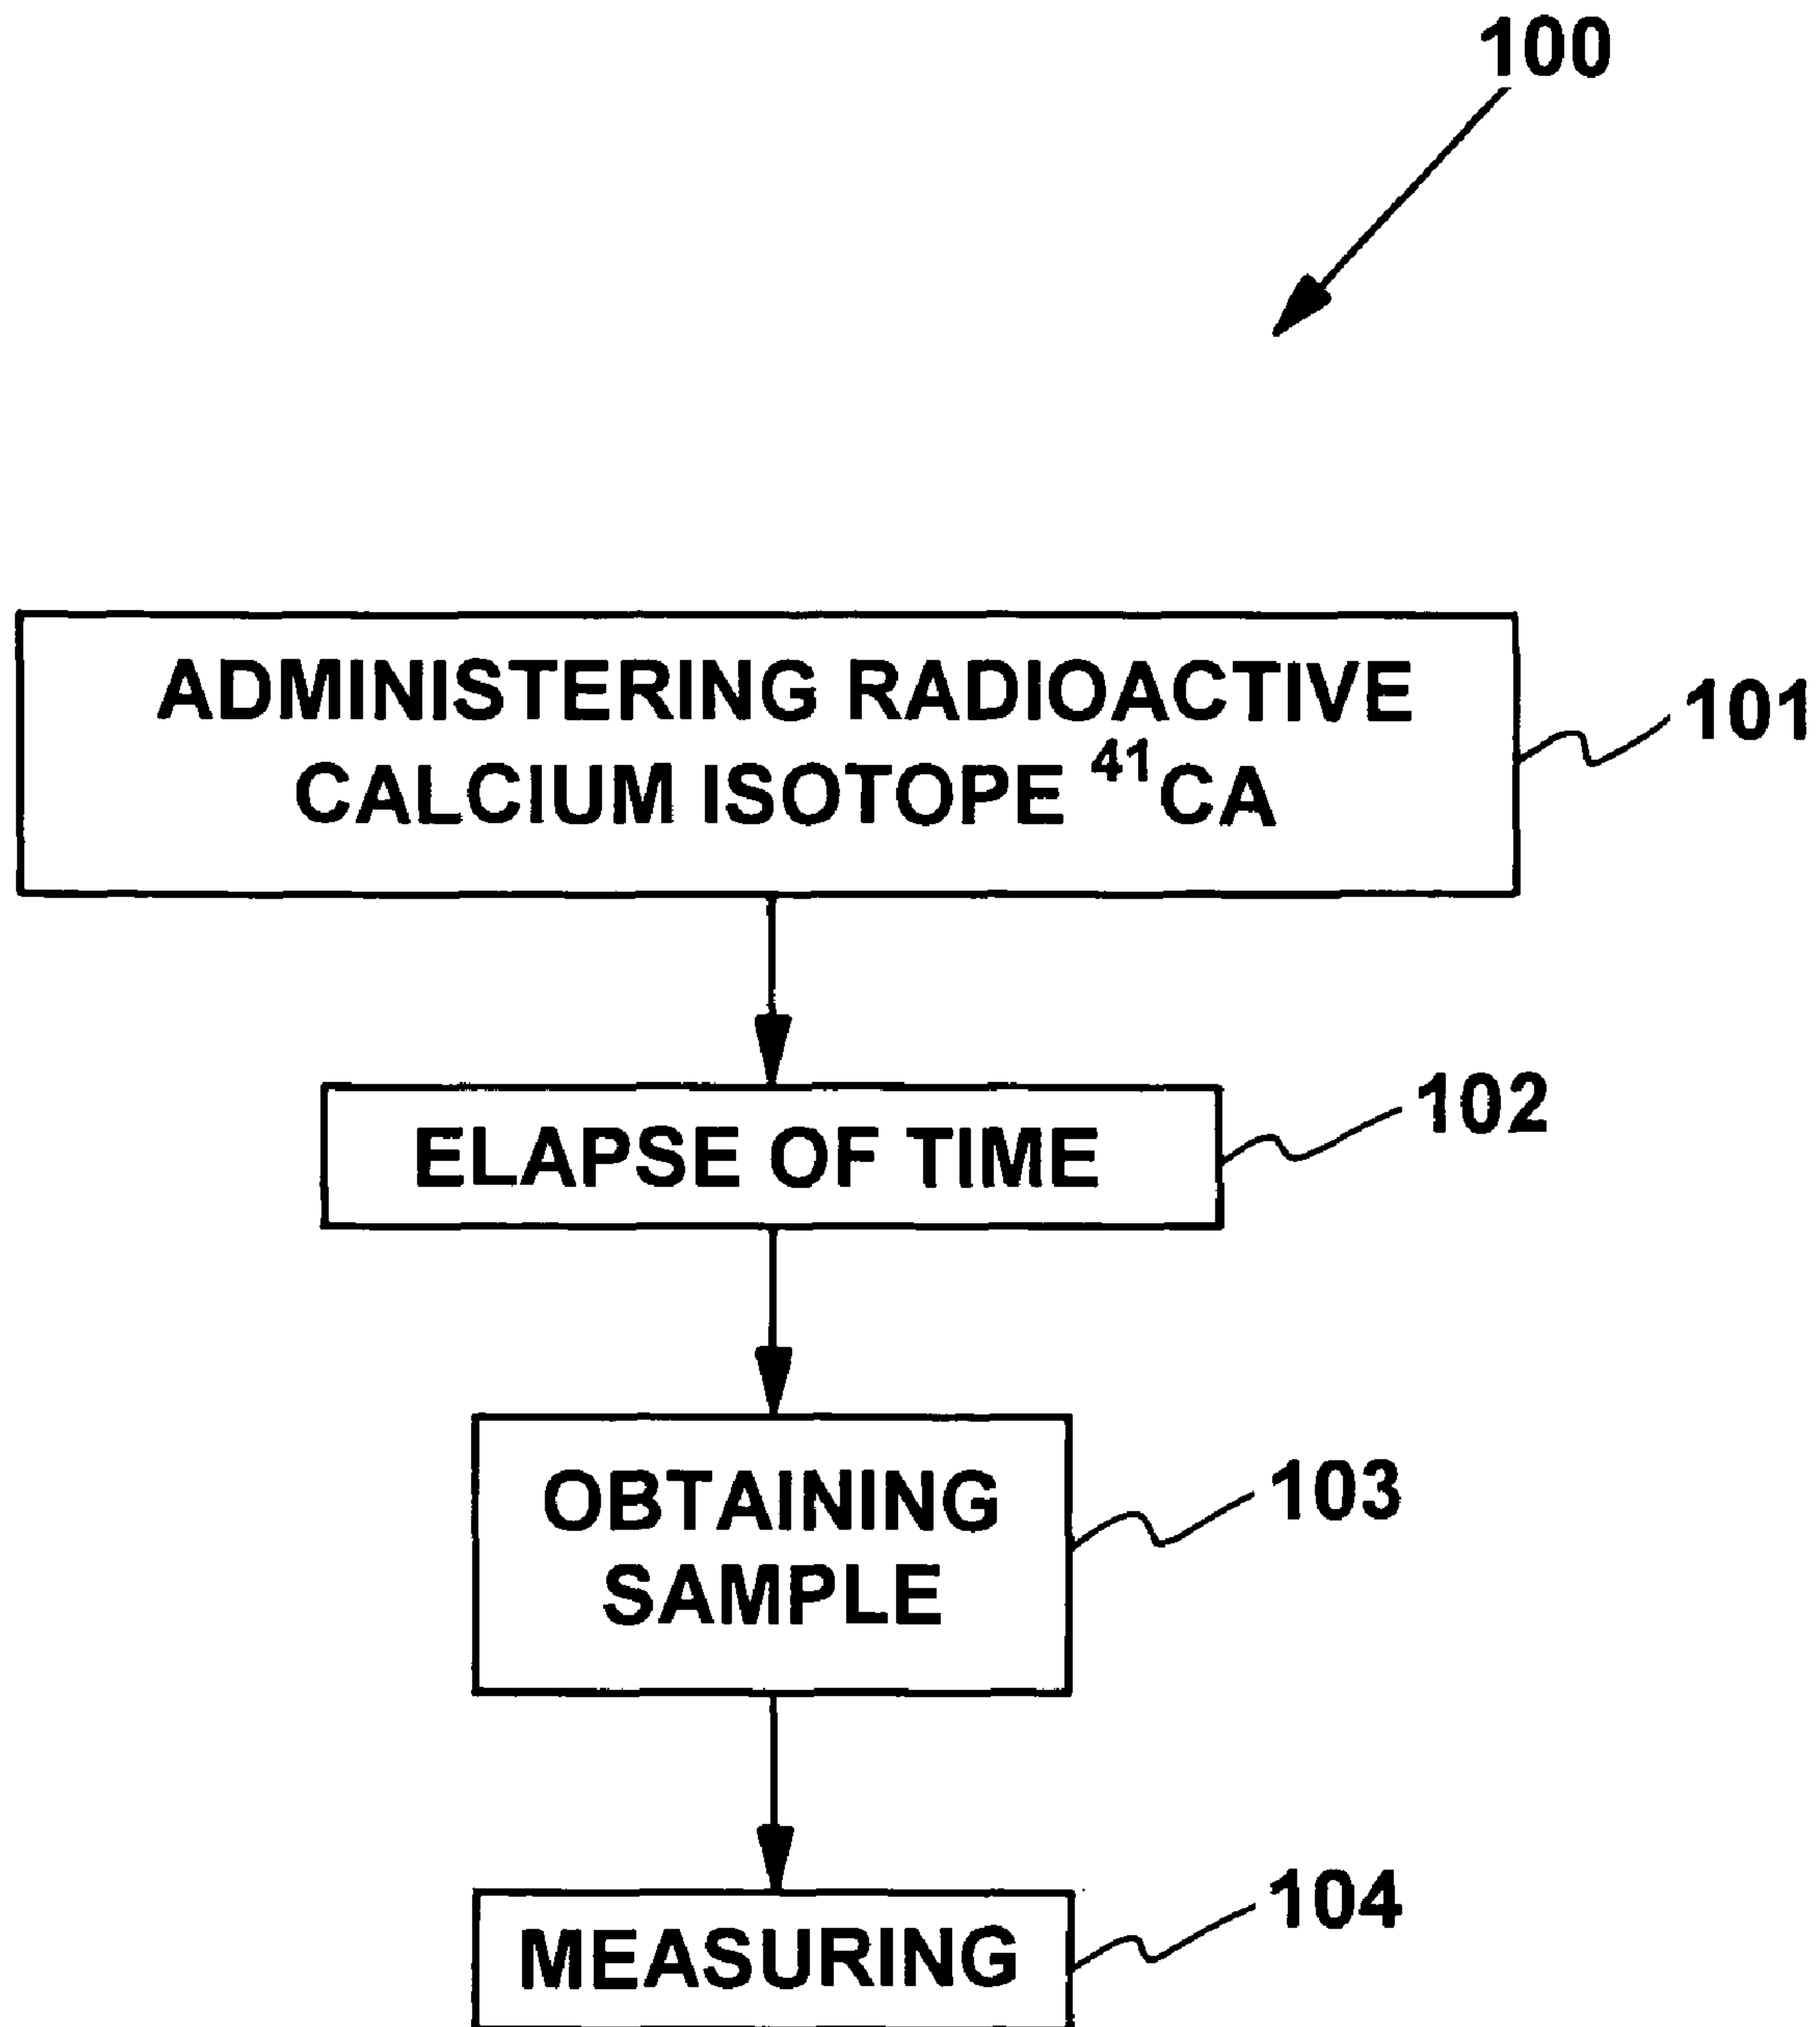 100
ADMINISTERING RADIOACTIVE
CALCIUM ISOTOPE ⁴¹CA
101
ELAPSE OF TIME
102
OBTAINING
SAMPLE
103
MEASURING
104